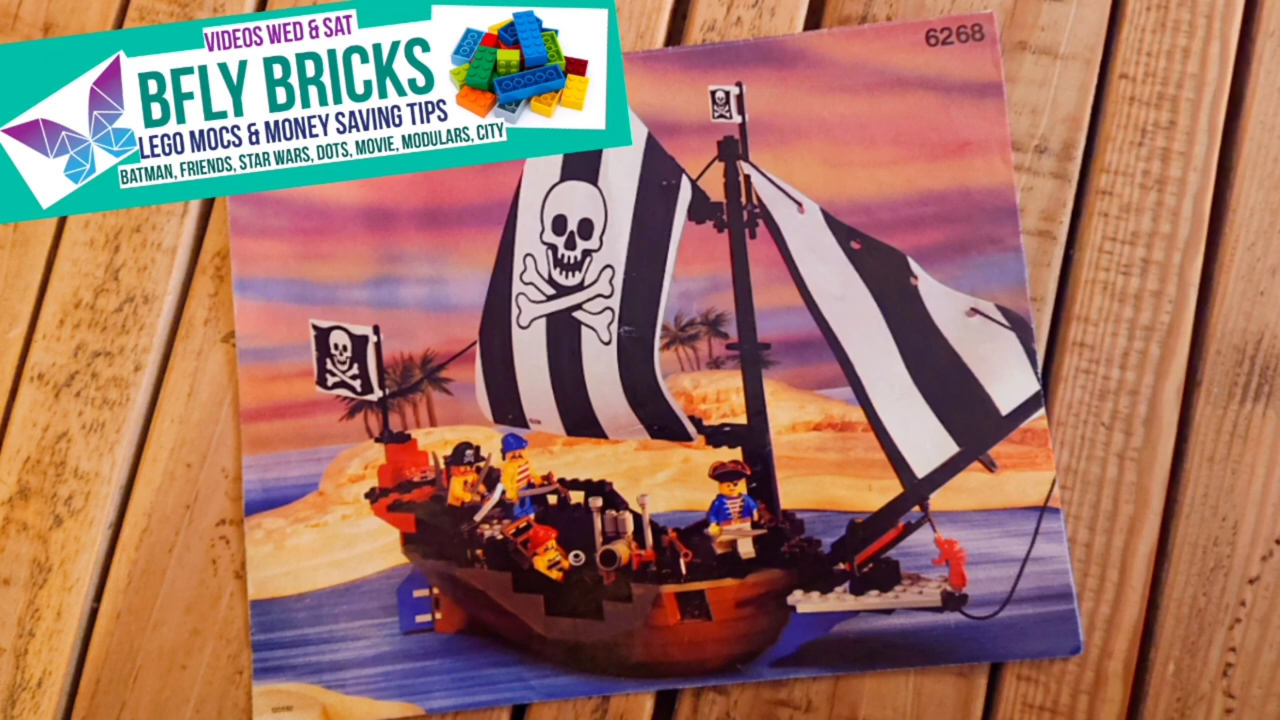 VIDEOS WED & SAT
BFLY BRICKS
LEGO MOCS & MONEY SAVING TIPS
BATMAN, FRIENDS, STAR WARS, DOTS, MOVIE, MODULARS, CITY
6268